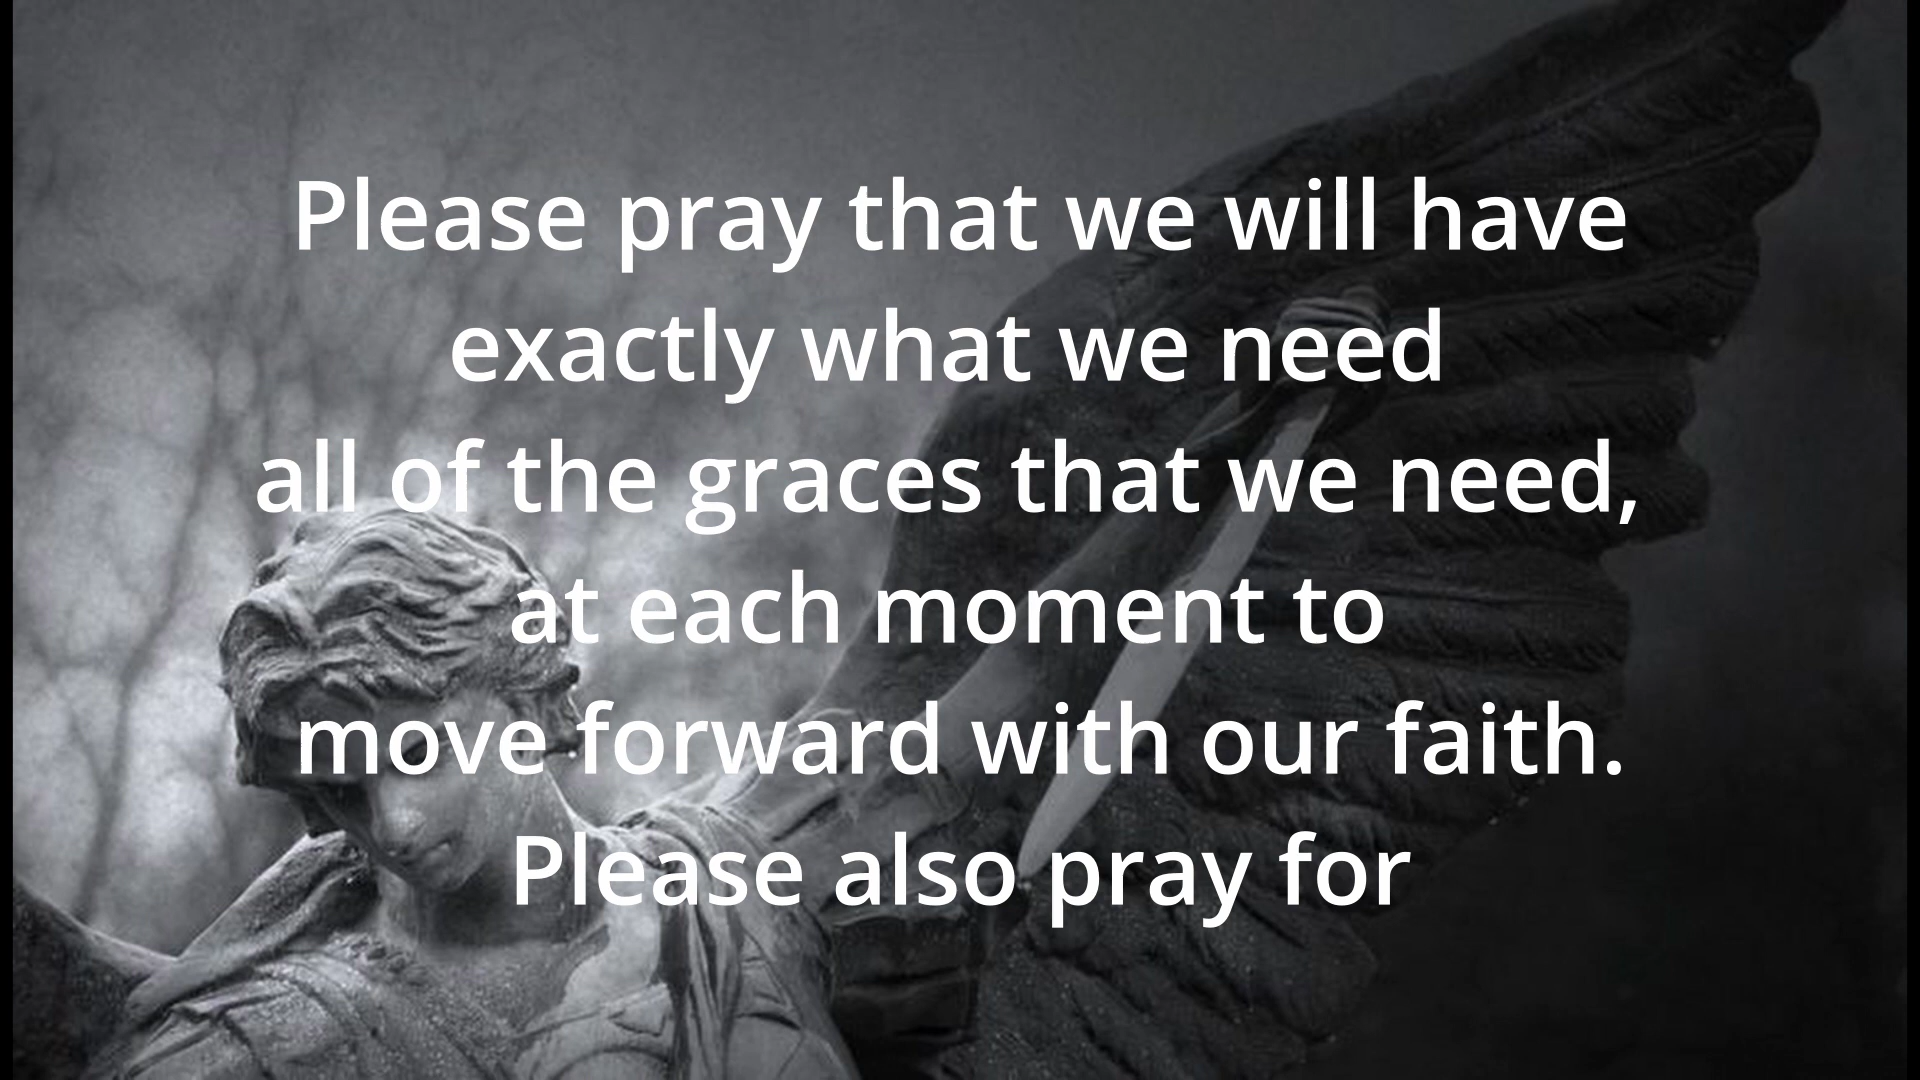 Please pray that we will have
exactly what we need
all of the graces that we need,
at each moment to
move forward with our faith.
Please also pray for